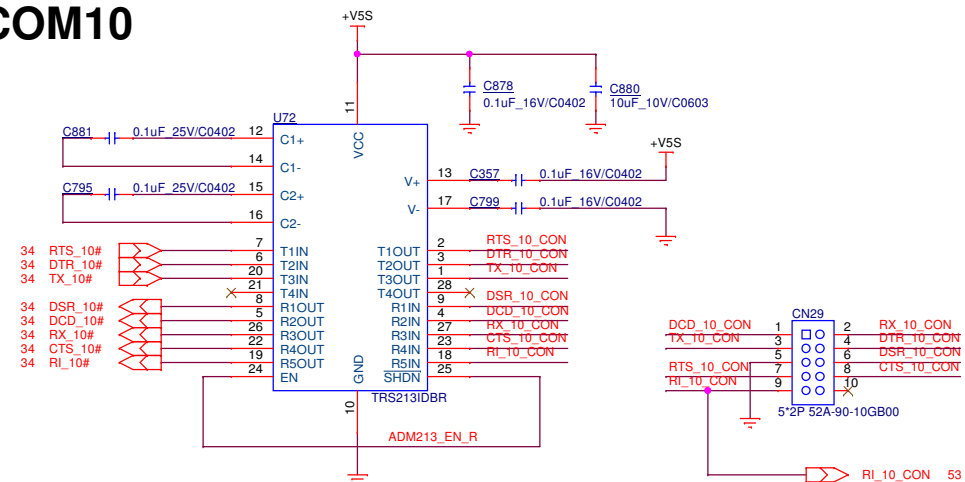 COM10
+V5S
C878
0.1uF_16V/C0402
C880
10uF_10V/C0603
U72
11
VCC
C881 0.1uF_25V/C0402 12 C1+
14 C1-
C795 0.1uF_25V/C0402 15 C2+
16 C2-
+V5S
V+ 13 C357 0.1uF_16V/C0402
V- 17 C799 0.1uF_16V/C0402
34 RTS_10# 7 T1IN T1OUT 2 RTS_10_CON
34 DTR_10# 6 T2IN T2OUT 3 DTR_10_CON
34 TX_10# 20 T3IN T3OUT 1 TX_10_CON
21 T4IN T4OUT 28
34 DSR_10# 8 R1OUT R1IN 9 DSR_10_CON
34 DCD_10# 5 R2OUT R2IN 4 DCD_10_CON
34 RX_10# 26 R3OUT R3IN 27 RX_10_CON
34 CTS_10# 22 R4OUT R4IN 23 CTS_10_CON
34 RI_10# 19 R5OUT R5IN 18 RI_10_CON
24 EN SHDN 25
GND
10
TRS213IDBR
ADM213_EN_R
CN29
DCD_10_CON 1 2 RX_10_CON
TX_10_CON 3 4 DTR_10_CON
5 6 DSR_10_CON
RTS_10_CON 7 8 CTS_10_CON
RI_10_CON 9 10
5*2P 52A-90-10GB00
RI_10_CON 53